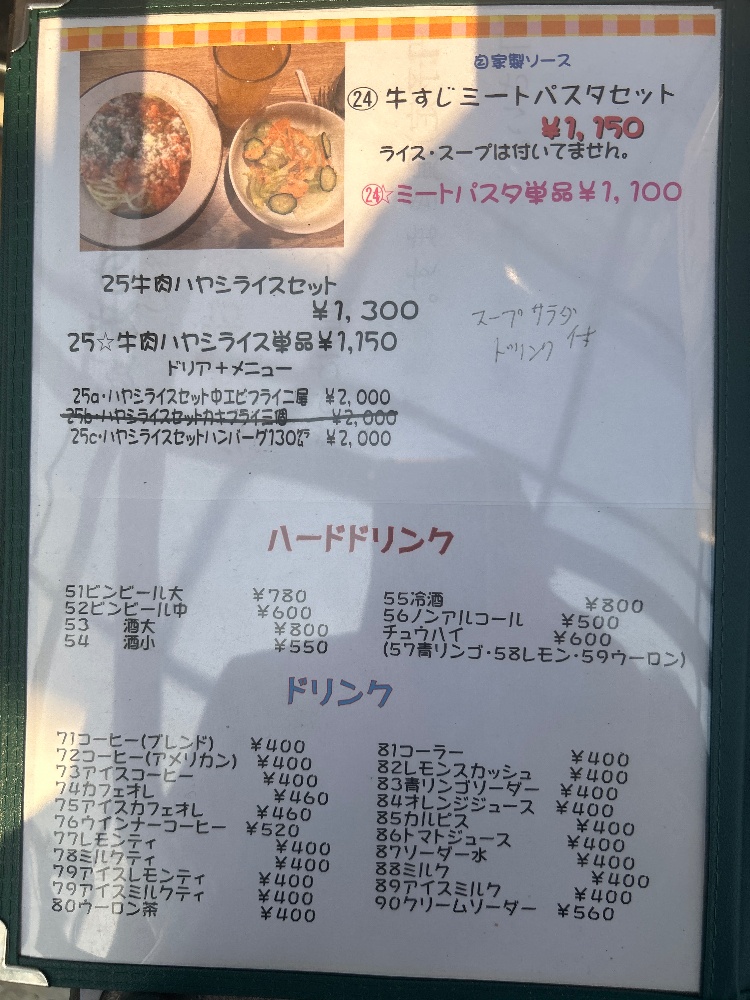 自家製ソース
㉔ 牛すじミートパスタセット
¥1,150
ライス・スープは付いてません。
㉔☆ミートパスタ単品¥1,100
25牛肉ハヤシライスセット
¥1,300
25☆牛肉ハヤシライス単品¥1,150
ドリア+メニュー
25a・ハヤシライスセット中エビフライ二尾 ¥2,000
25b・ハヤシライスセットカキフライ三個 ¥2,000
25c・ハヤシライスセットハンバーグ130㌘ ¥2,000
スープ サラダ
ドリンク 付
ハードドリンク
51ビンビール大 ¥780
52ビンビール中 ¥600
53 酒大 ¥800
54 酒小 ¥550
55冷酒 ¥800
56ノンアルコール ¥500
チュウハイ ¥600
(57青リンゴ・58レモン・59ウーロン)
ドリンク
71コーヒー(ブレンド) ¥400
72コーヒー(アメリカン) ¥400
73アイスコーヒー ¥400
74カフェオレ ¥460
75アイスカフェオレ ¥460
76ウインナーコーヒー ¥520
77レモンティ ¥400
78ミルクティ ¥400
79アイスレモンティ ¥400
79アイスミルクティ ¥400
80ウーロン茶 ¥400
81コーラー ¥400
82レモンスカッシュ ¥400
83青リンゴソーダー ¥400
84オレンジジュース ¥400
85カルピス ¥400
86トマトジュース ¥400
87ソーダー水 ¥400
88ミルク ¥400
89アイスミルク ¥400
90クリームソーダー ¥560